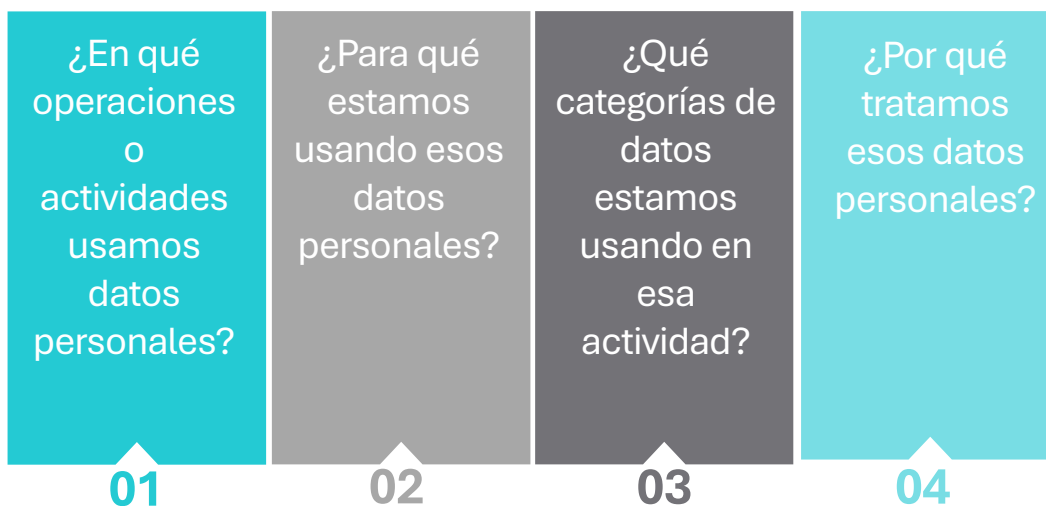 ¿En qué
operaciones
o
actividades
usamos
datos
personales?
01
¿Para qué
estamos
usando esos
datos
personales?
02
¿Qué
categorías de
datos
estamos
usando en
esa
actividad?
03
¿Por qué
tratamos
esos datos
personales?
04